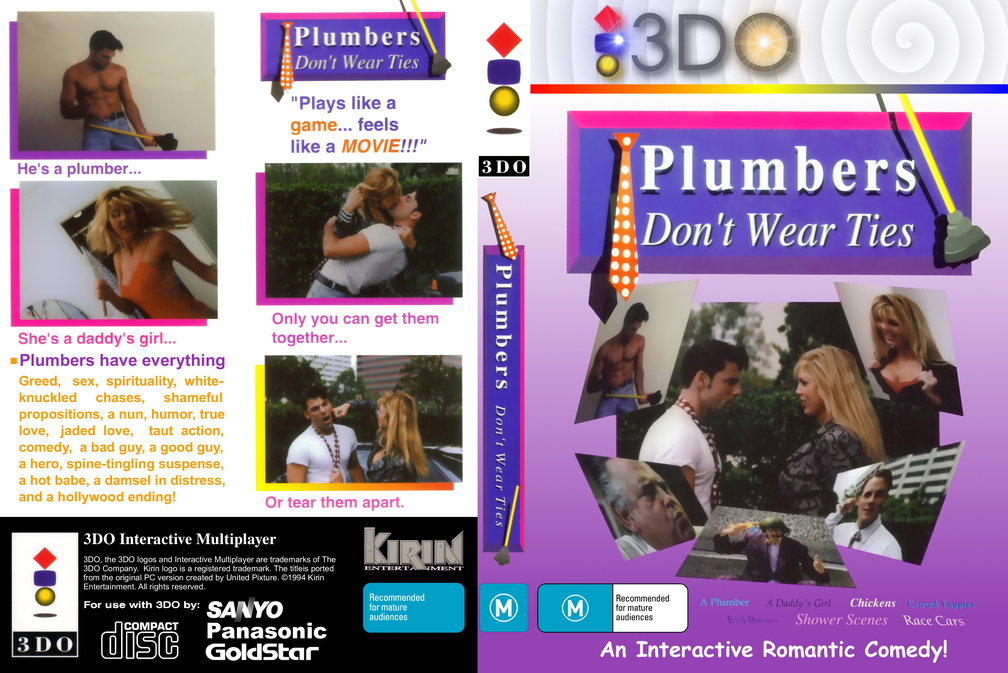 He's a plumber...
She's a daddy's girl...
Plumbers have everything
Greed, sex, spirituality, white-
knuckled chases, shameful
propositions, a nun, humor, true
love, jaded love, taut action,
comedy, a bad guy, a good guy,
a hero, spine-tingling suspense,
a hot babe, a damsel in distress,
and a hollywood ending!
Plumbers
Don't Wear Ties
"Plays like a
game... feels
like a MOVIE!!!"
Only you can get them
together...
Or tear them apart.
3DO
3DO Interactive Multiplayer
3DO, the 3DO logos and Interactive Multiplayer are trademarks of The
3DO Company. Kirin logo is a registered trademark. The titleis ported
from the original PC version created by United Pixture. ©1994 Kirin
Entertainment. All rights reserved.
For use with 3DO by:
COMPACT
disc
SANYO
Panasonic
GoldStar
KIRIN
ENTERTAINMENT
Recommended
for mature
audiences
3DO
Plumbers Don't Wear Ties
M
3DO
Plumbers
Don't Wear Ties
M
Recommended
for mature
audiences
A Plumber A Daddy's Girl Chickens
Evil Bosses Shower Scenes Race Cars
An Interactive Romantic Comedy!